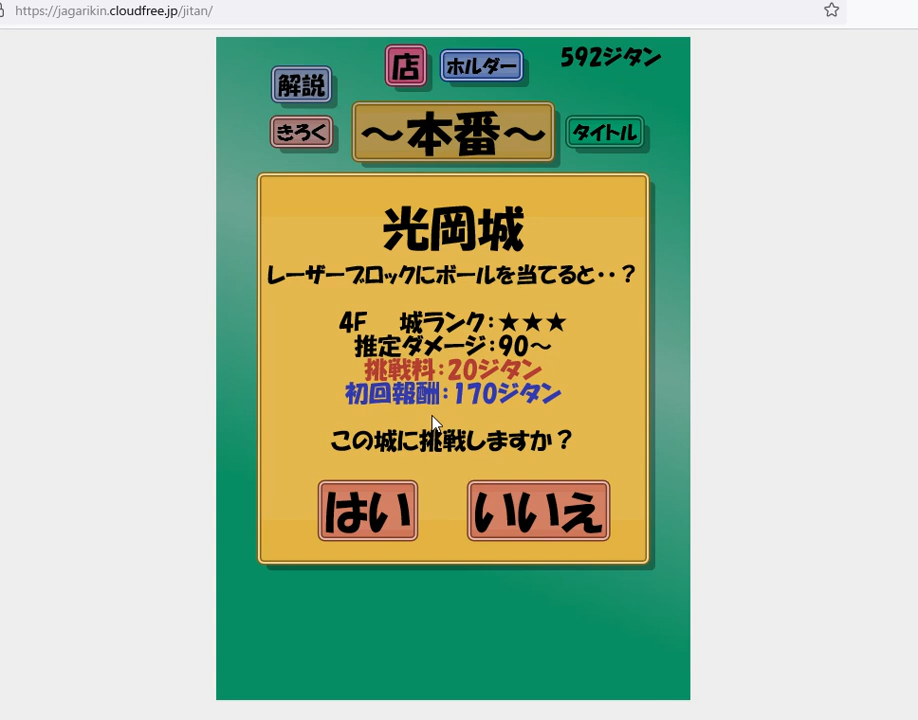 https://jagarikin.cloudfree.jp/jitan/
592ジタン
店
ホルダー
解説
きろく
～本番～
タイトル
光岡城
レーザーブロックにボールを当てると・・？
4F 城ランク：★★★
推定ダメージ：90～
挑戦料：20ジタン
初回報酬：170ジタン
この城に挑戦しますか？
はい
いいえ